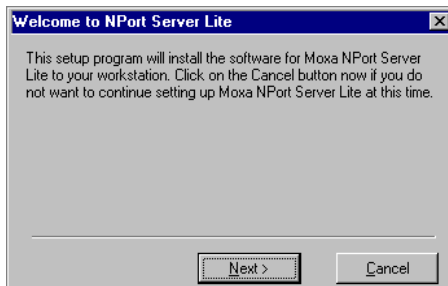 Welcome to NPort Server Lite
This setup program will install the software for Moxa NPort Server
Lite to your workstation. Click on the Cancel button now if you do
not want to continue setting up Moxa NPort Server Lite at this time.
Next >
Cancel